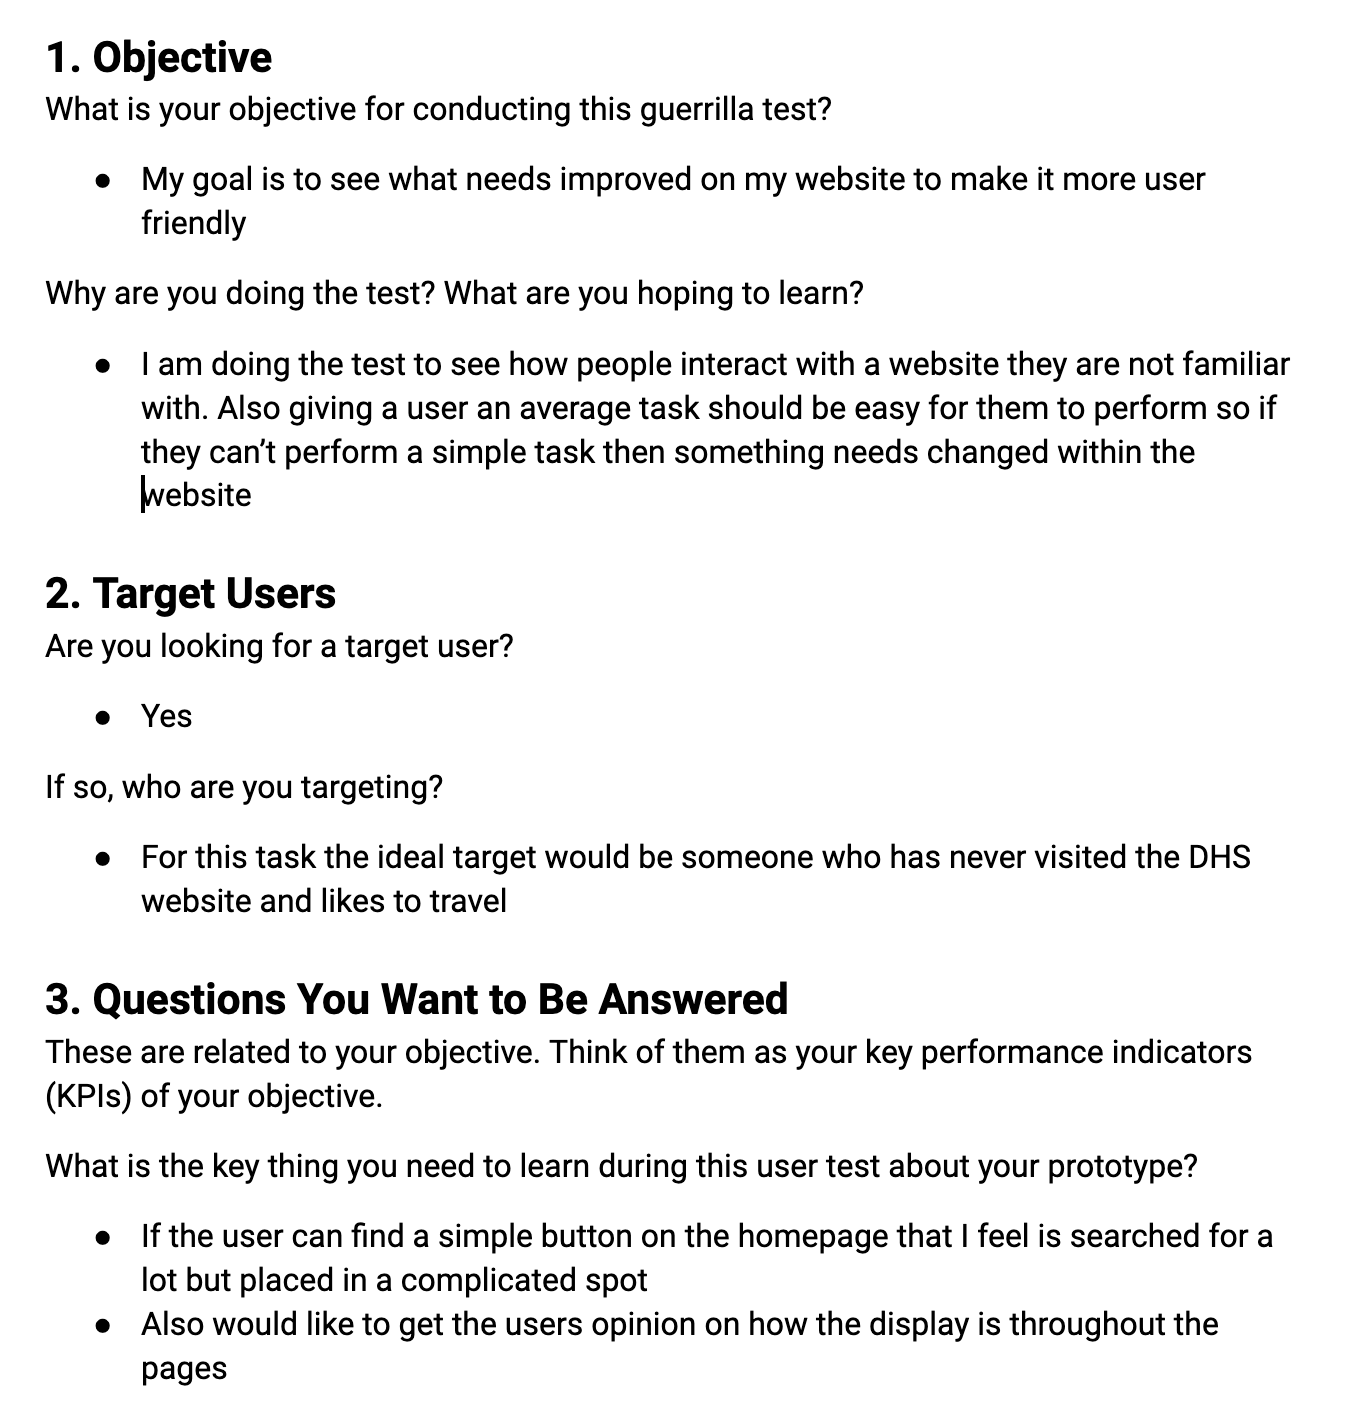 1. Objective
What is your objective for conducting this guerrilla test?
● My goal is to see what needs improved on my website to make it more user
friendly
Why are you doing the test? What are you hoping to learn?
● I am doing the test to see how people interact with a website they are not familiar
with. Also giving a user an average task should be easy for them to perform so if
they can’t perform a simple task then something needs changed within the
website
2. Target Users
Are you looking for a target user?
● Yes
If so, who are you targeting?
● For this task the ideal target would be someone who has never visited the DHS
website and likes to travel
3. Questions You Want to Be Answered
These are related to your objective. Think of them as your key performance indicators
(KPIs) of your objective.
What is the key thing you need to learn during this user test about your prototype?
● If the user can find a simple button on the homepage that I feel is searched for a
lot but placed in a complicated spot
● Also would like to get the users opinion on how the display is throughout the
pages